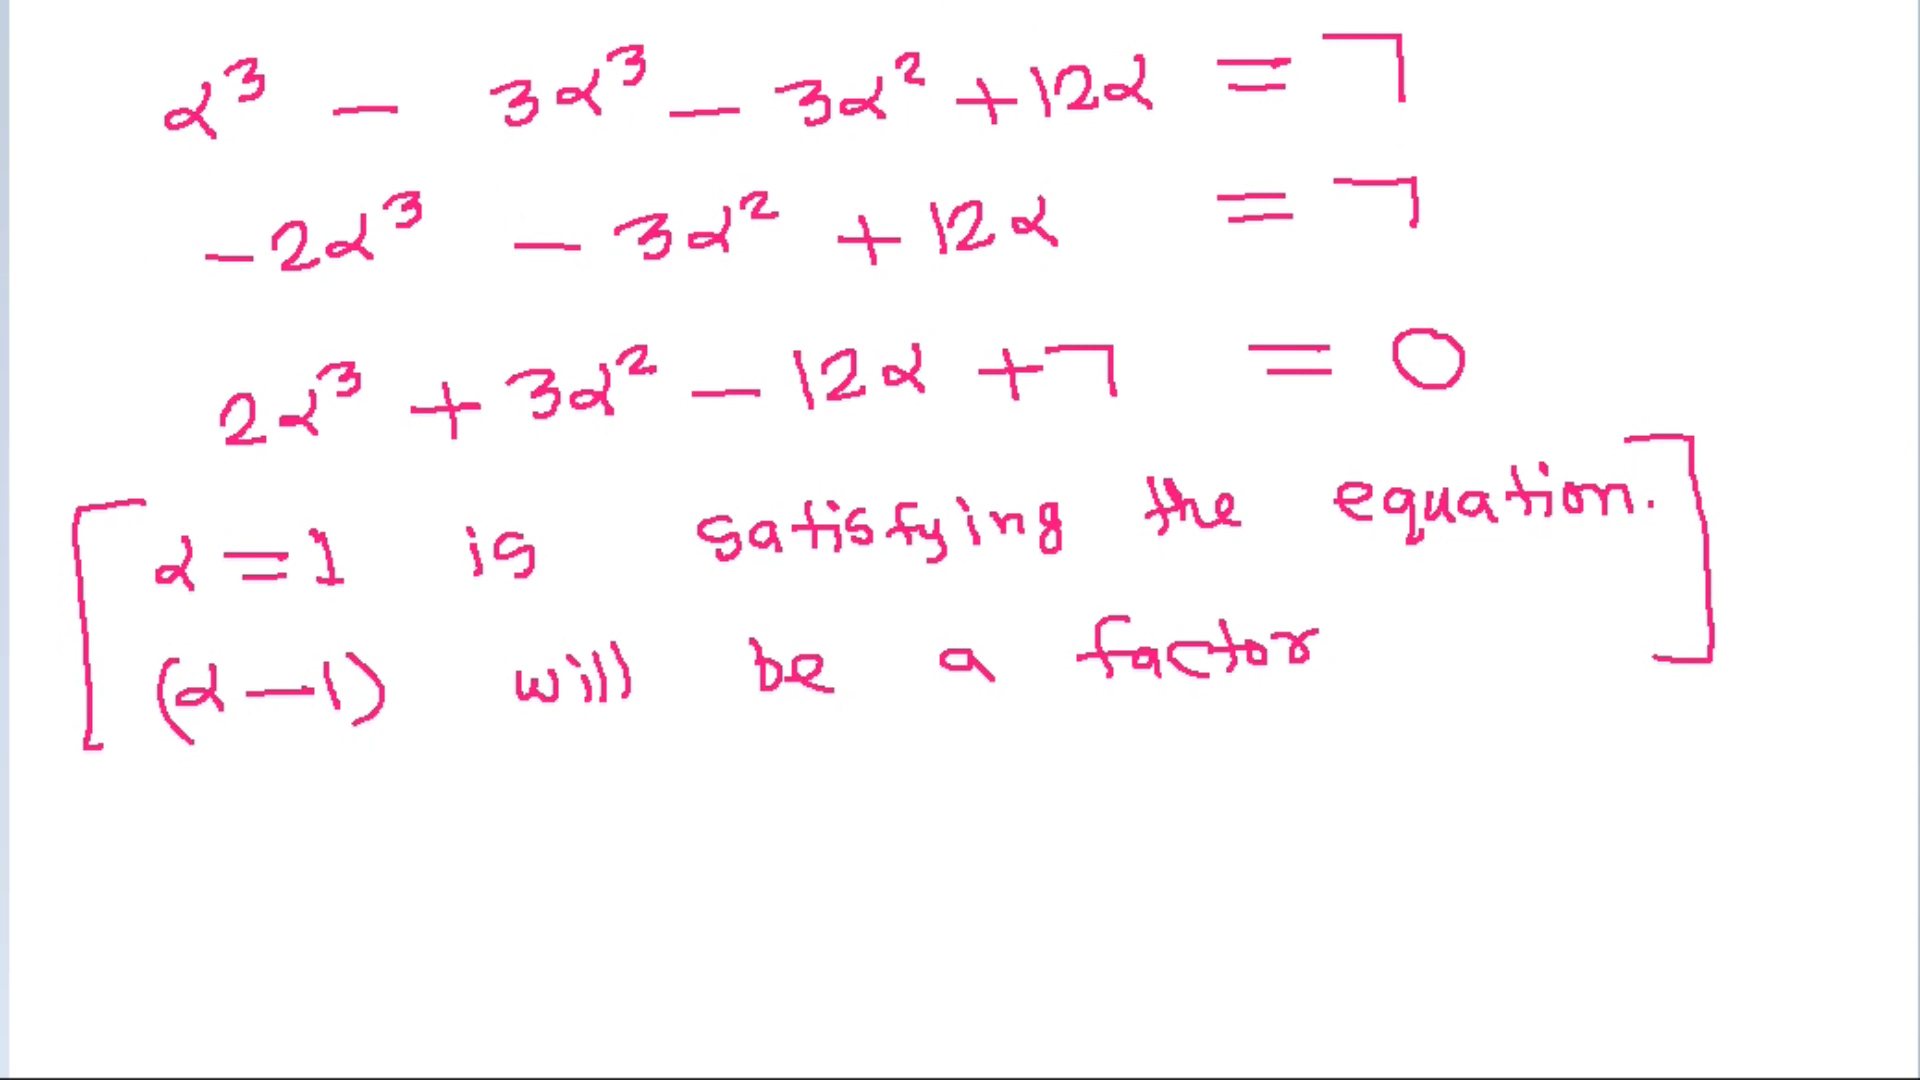 α³ - 3α³ - 3α² + 12α = 7
-2α³ - 3α² + 12α = 7
2α³ + 3α² - 12α + 7 = 0
[α = 1 is satisfying the equation.
(α - 1) will be a factor]